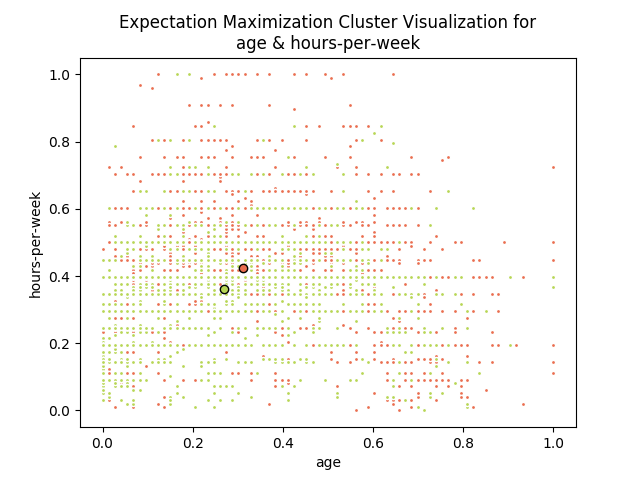 Expectation Maximization Cluster Visualization for
age & hours-per-week
1.0
0.8
0.6
0.4
0.2
0.0
hours-per-week
0.0 0.2 0.4 0.6 0.8 1.0
age